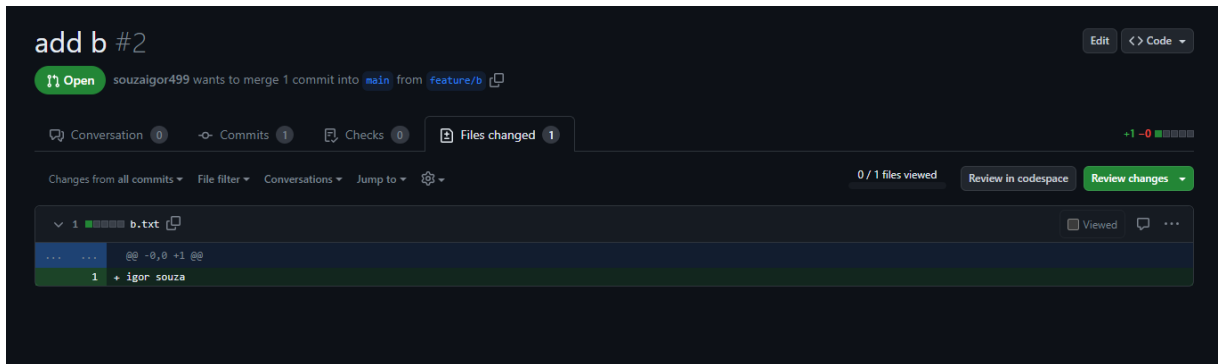 add b #2
Edit
<> Code
Open souzaigor499 wants to merge 1 commit into main from feature/b
Conversation 0 Commits 1 Checks 0 Files changed 1
+1 −0
Changes from all commits File filter Conversations Jump to
0 / 1 files viewed
Review in codespace
Review changes
1 b.txt
Viewed
... ... @@ -0,0 +1 @@
1 + igor souza